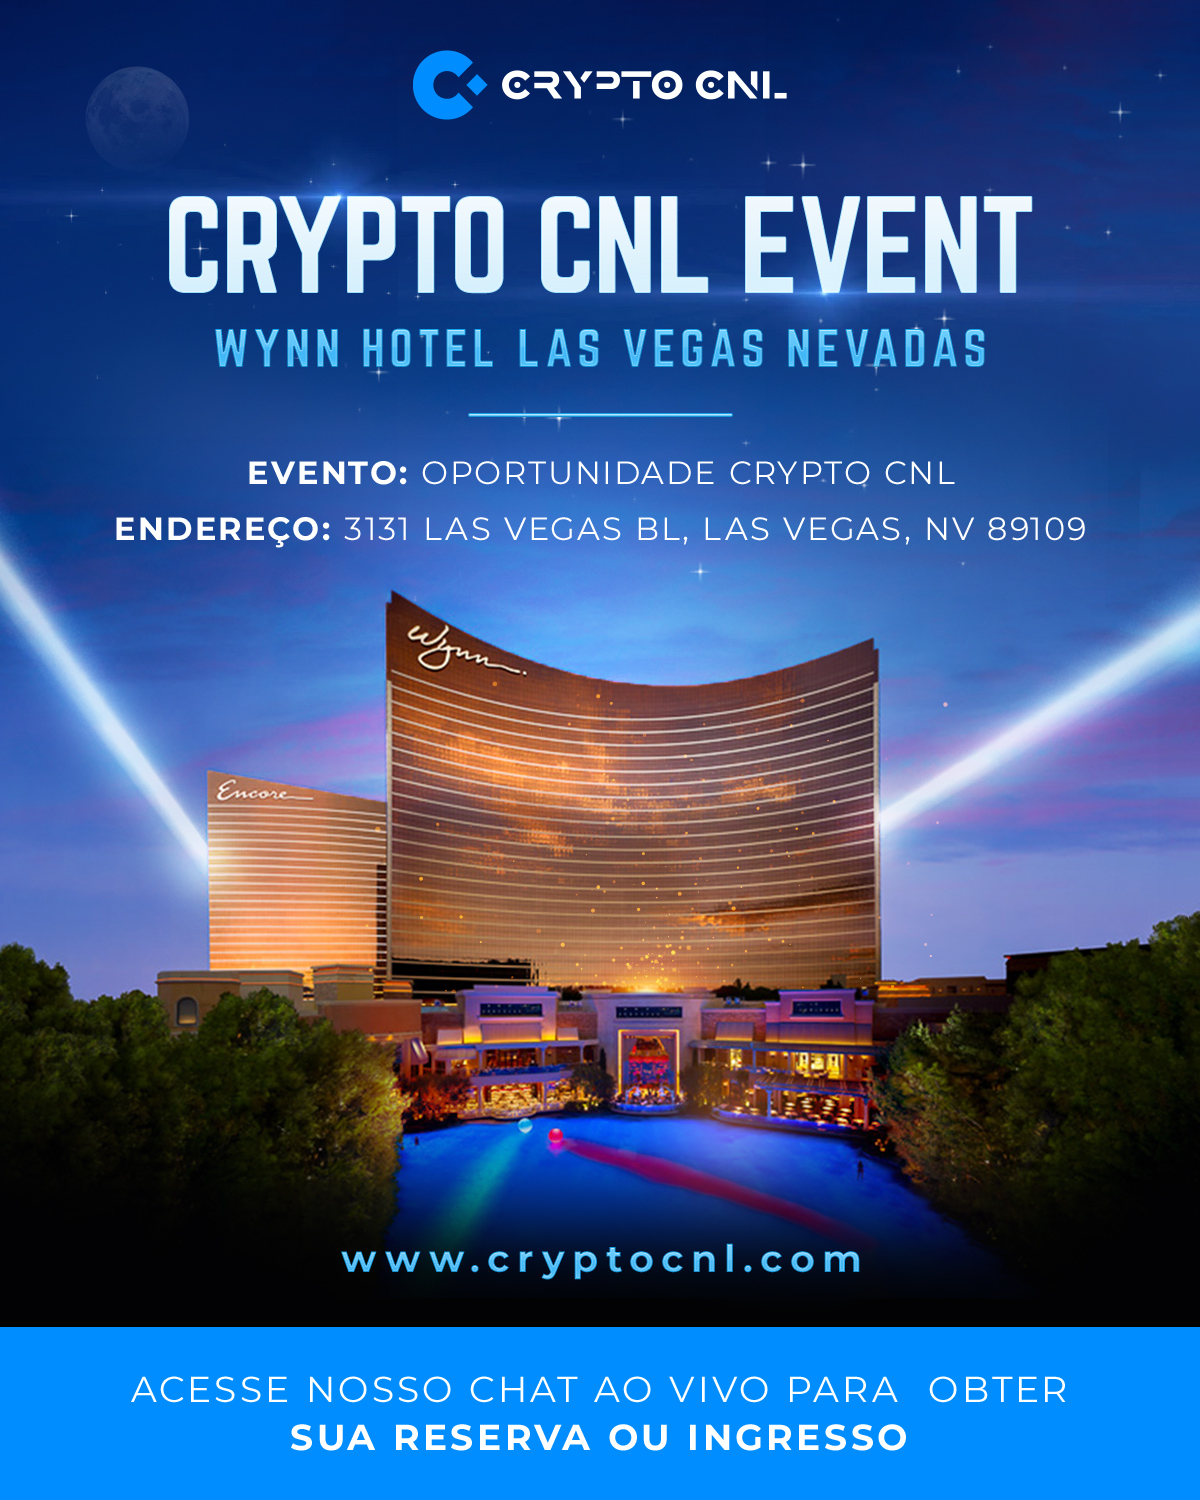 CRYPTO CNL
CRYPTO CNL EVENT
WYNN HOTEL LAS VEGAS NEVADAS
EVENTO: OPORTUNIDADE CRYPTO CNL
ENDEREÇO: 3131 LAS VEGAS BL, LAS VEGAS, NV 89109
Wynn
Encore
www.cryptocnl.com
ACESSE NOSSO CHAT AO VIVO PARA OBTER
SUA RESERVA OU INGRESSO